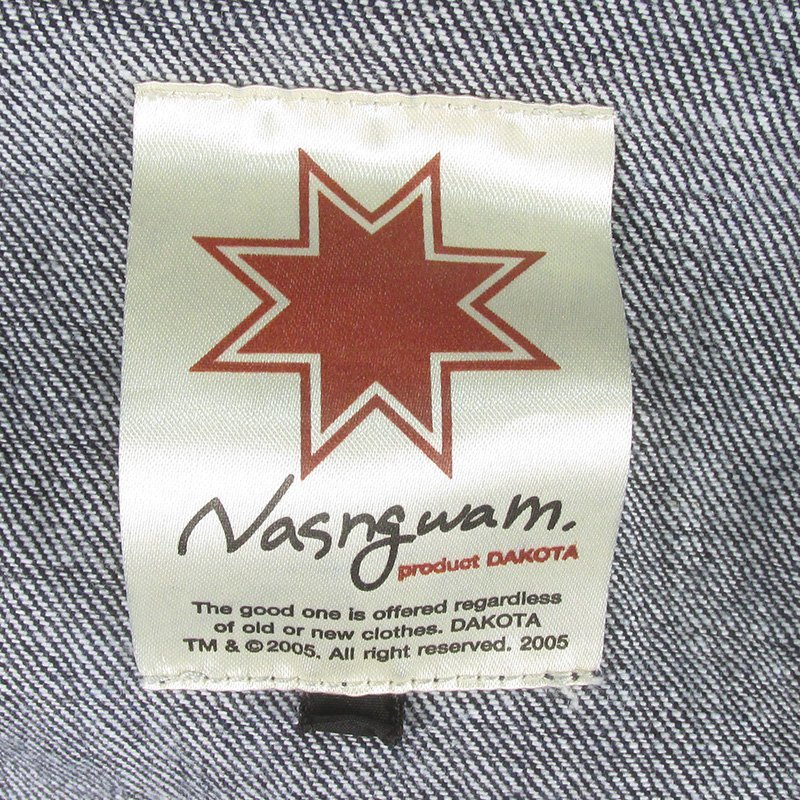 Nasngwam.
product DAKOTA
The good one is offered regardless
of old or new clothes. DAKOTA
TM & ©2005. All right reserved. 2005